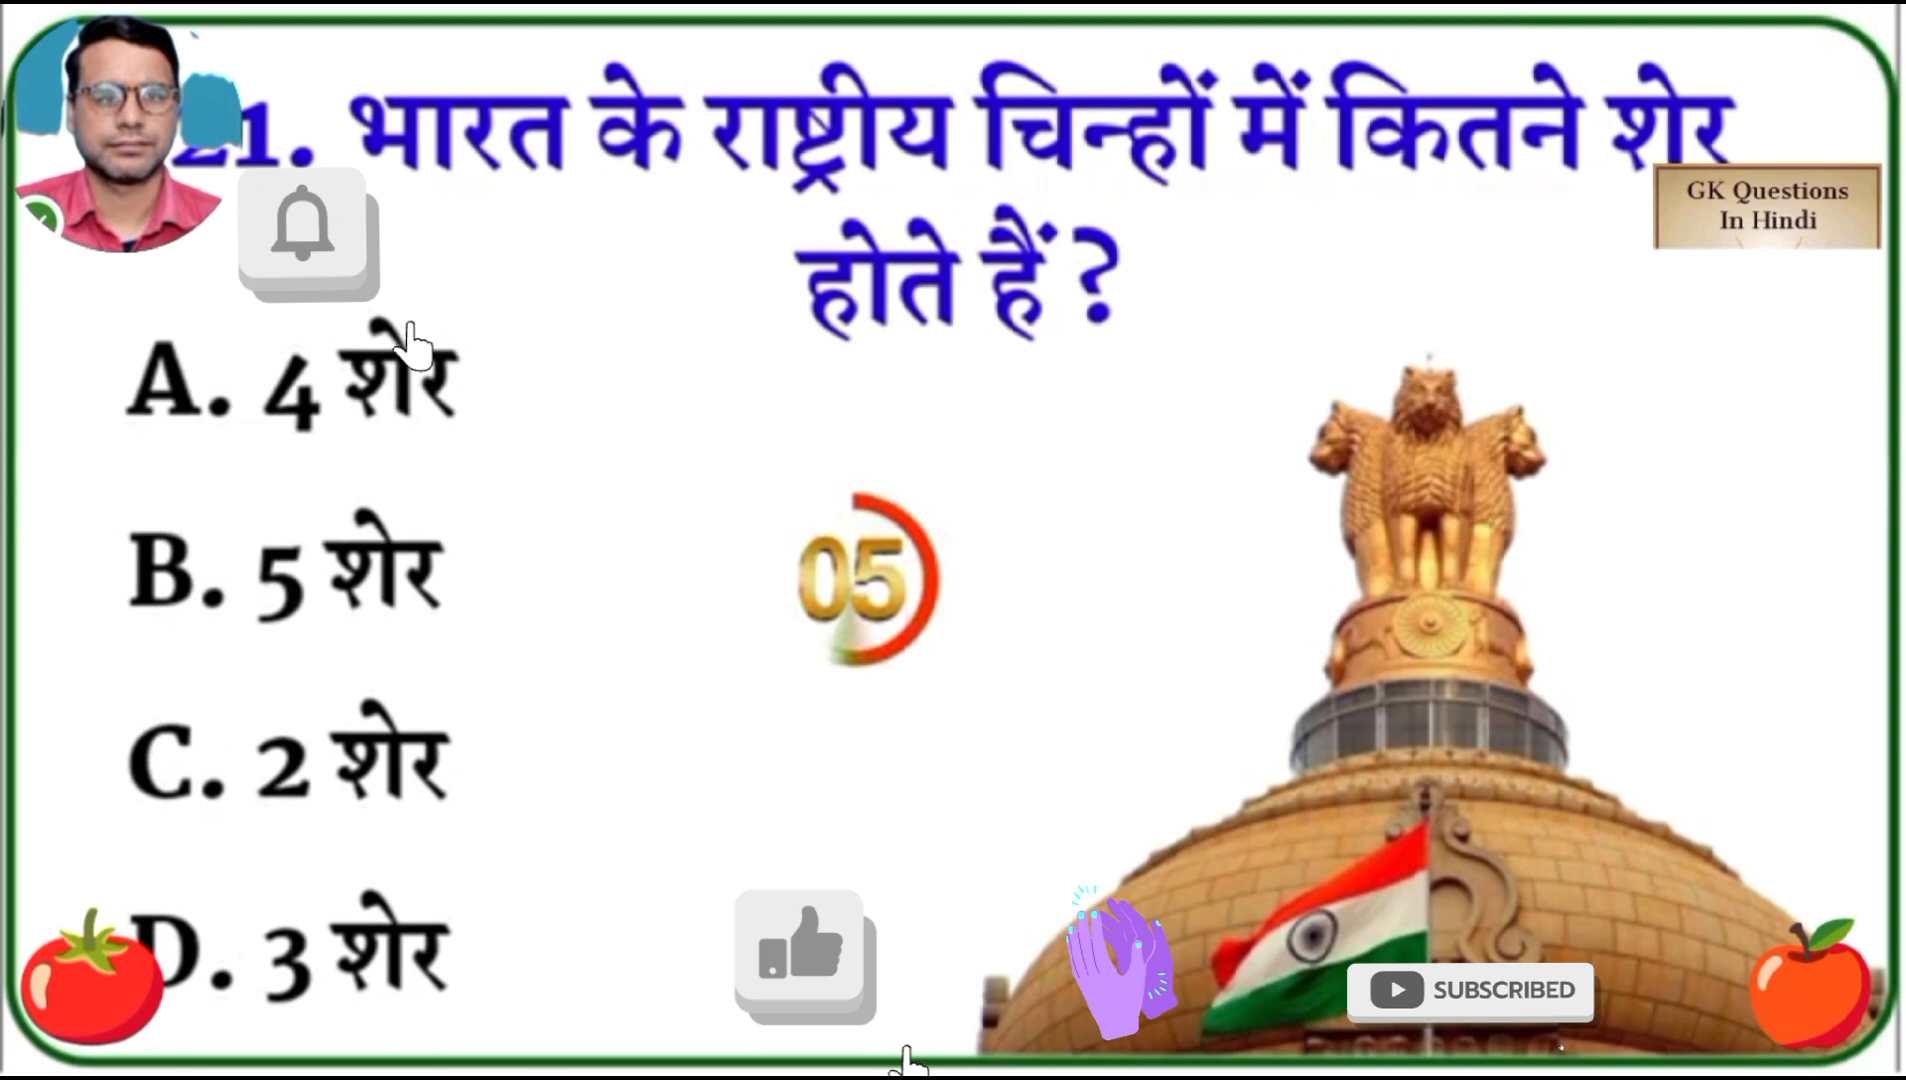 21. भारत के राष्ट्रीय चिन्हों में कितने शेर
होते हैं ?
GK Questions
In Hindi
A. 4 शेर
B. 5 शेर
05
C. 2 शेर
D. 3 शेर
SUBSCRIBED